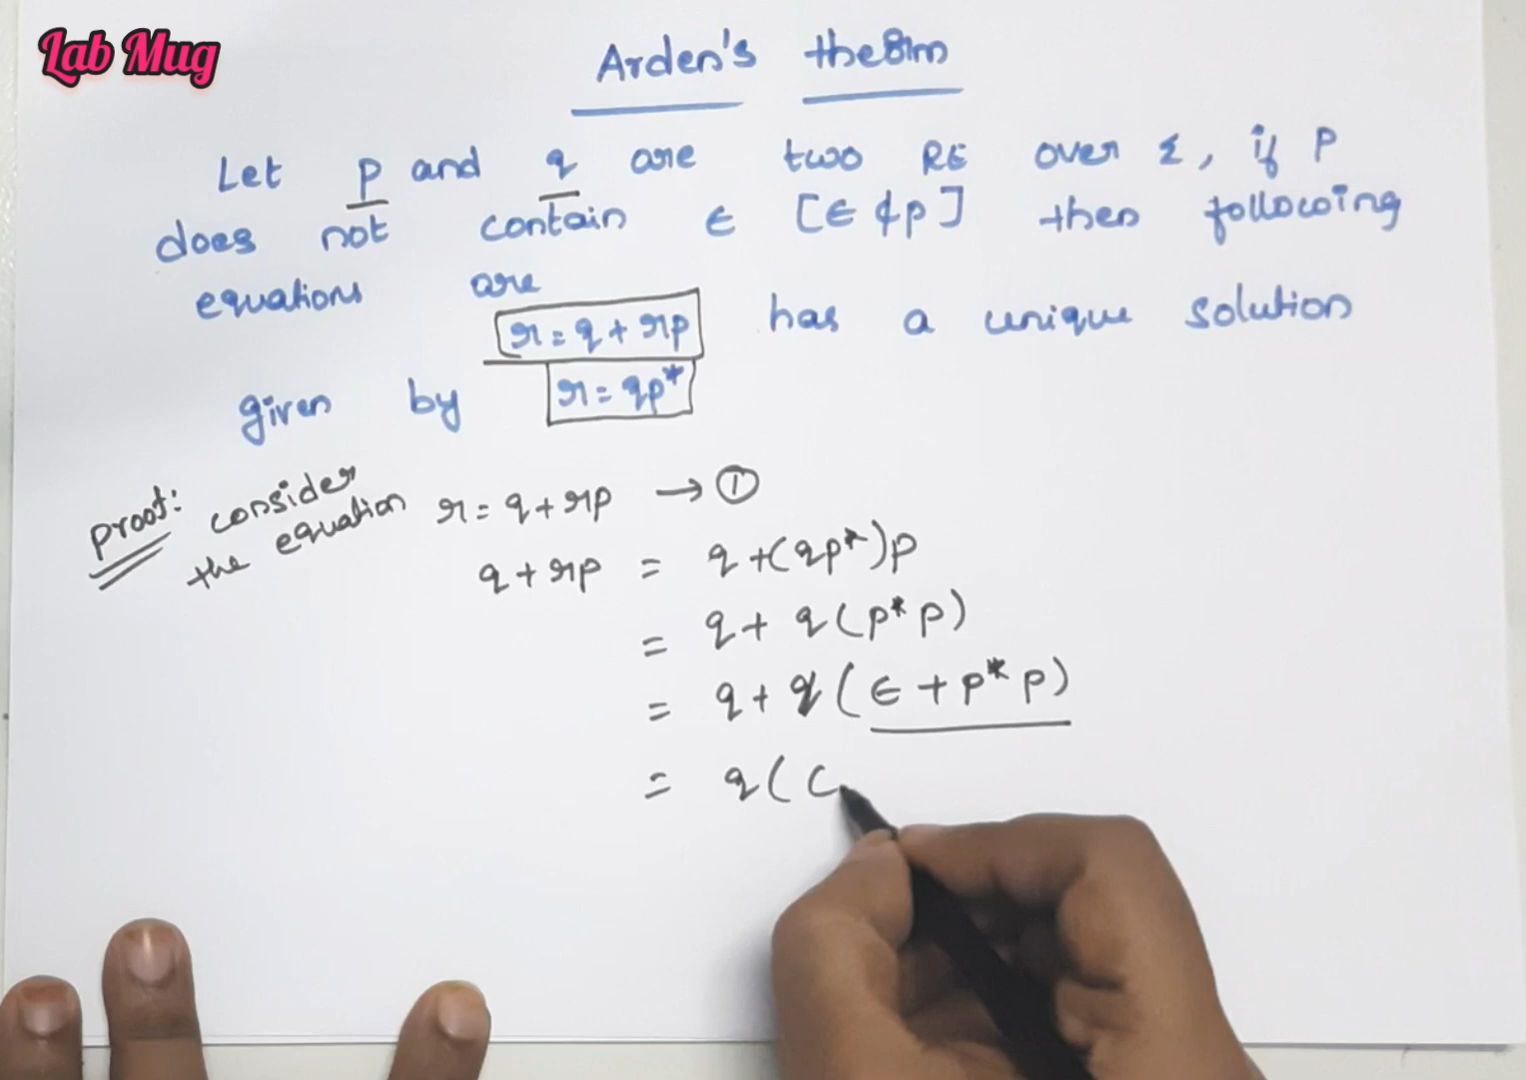 Lab Mug
Arden's theorm
Let p and q are two RE over Σ, if P
does not contain ϵ [ϵ ∉ p] then following
equations are
r = q + rp has a unique solution
given by r = qp*
proof: consider
the equation r = q + rp → ①
q + rp = q + (qp*)p
= q + q(p* p)
= q + q(ϵ + p* p)
= q( (